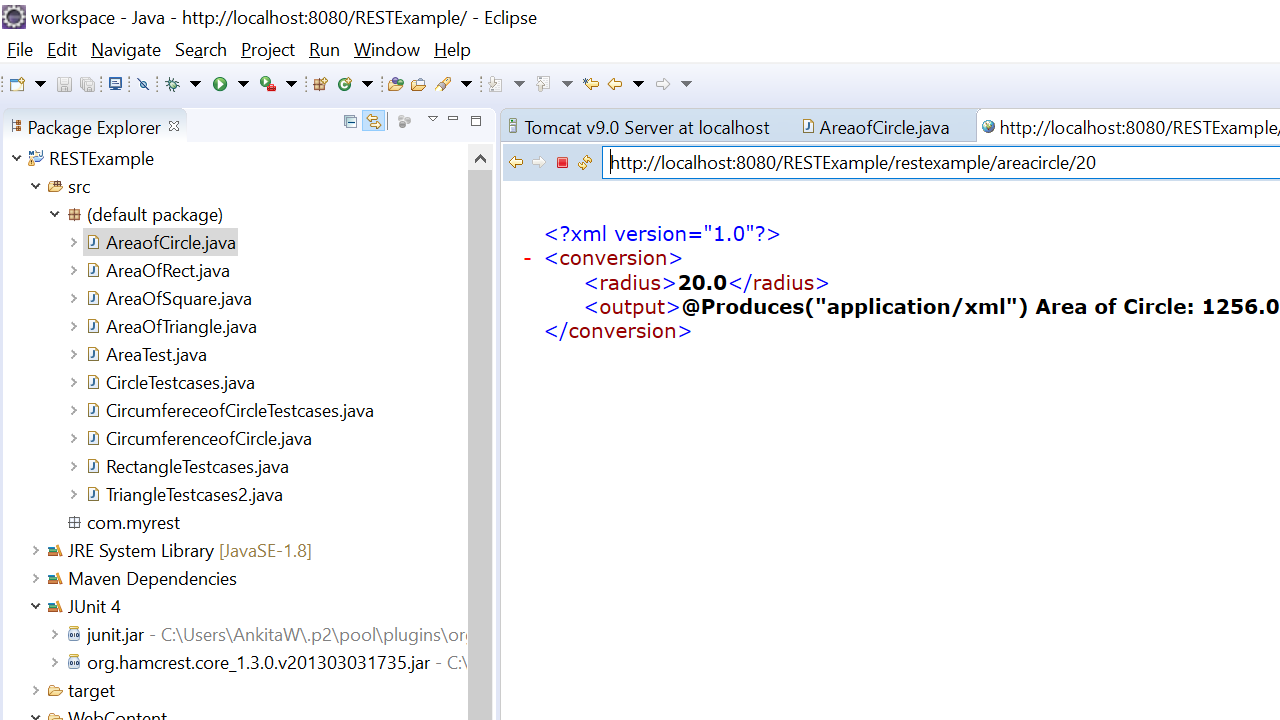 workspace - Java - http://localhost:8080/RESTExample/ - Eclipse
File Edit Navigate Search Project Run Window Help
Package Explorer
Tomcat v9.0 Server at localhost
AreaofCircle.java
http://localhost:8080/RESTExample/
http://localhost:8080/RESTExample/restexample/areacircle/20
RESTExample
src
(default package)
AreaofCircle.java
AreaOfRect.java
AreaOfSquare.java
AreaOfTriangle.java
AreaTest.java
CircleTestcases.java
CircumfereceofCircleTestcases.java
CircumferenceofCircle.java
RectangleTestcases.java
TriangleTestcases2.java
com.myrest
JRE System Library [JavaSE-1.8]
Maven Dependencies
JUnit 4
junit.jar - C:\Users\AnkitaW\.p2\pool\plugins\or
org.hamcrest.core_1.3.0.v201303031735.jar - C:\
target
WebContent
<?xml version="1.0"?>
- <conversion>
<radius>20.0</radius>
<output>@Produces("application/xml") Area of Circle: 1256.0
</conversion>